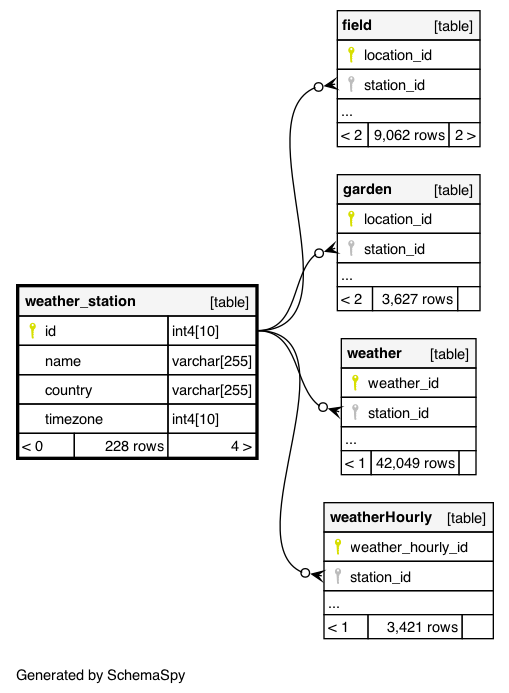 field [table]
location_id
station_id
...
< 2 9,062 rows 2 >
garden [table]
location_id
station_id
...
< 2 3,627 rows
weather_station [table]
id int4[10]
name varchar[255]
country varchar[255]
timezone int4[10]
< 0 228 rows 4 >
weather [table]
weather_id
station_id
...
< 1 42,049 rows
weatherHourly [table]
weather_hourly_id
station_id
...
< 1 3,421 rows
Generated by SchemaSpy